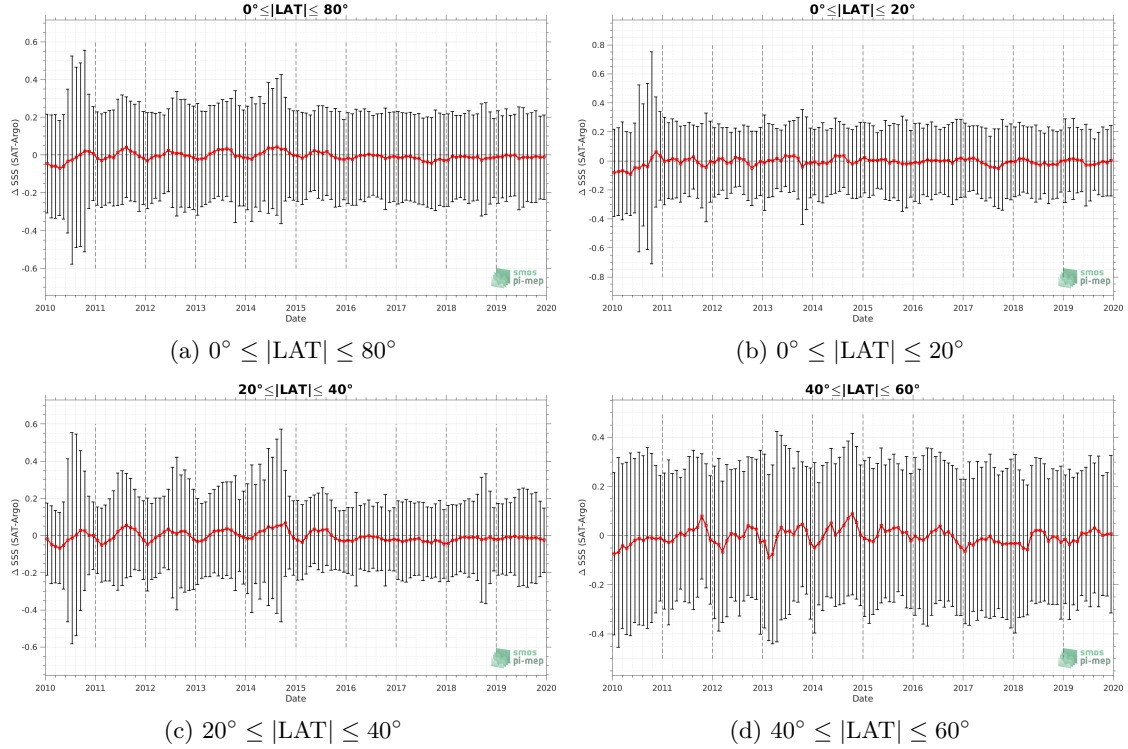 0°≤|LAT|≤ 80°
Δ SSS (SAT-Argo)
0.6
0.4
0.2
0
-0.2
-0.4
-0.6
smos
pi-mep
2010 2011 2012 2013 2014 2015 2016 2017 2018 2019 2020
Date
(a) 0° ≤ |LAT| ≤ 80°
0°≤|LAT|≤ 20°
Δ SSS (SAT-Argo)
0.8
0.6
0.4
0.2
0
-0.2
-0.4
-0.6
-0.8
smos
pi-mep
2010 2011 2012 2013 2014 2015 2016 2017 2018 2019 2020
Date
(b) 0° ≤ |LAT| ≤ 20°
20°≤|LAT|≤ 40°
Δ SSS (SAT-Argo)
0.6
0.4
0.2
0
-0.2
-0.4
-0.6
smos
pi-mep
2010 2011 2012 2013 2014 2015 2016 2017 2018 2019 2020
Date
(c) 20° ≤ |LAT| ≤ 40°
40°≤|LAT|≤ 60°
Δ SSS (SAT-Argo)
0.4
0.2
0
-0.2
-0.4
smos
pi-mep
2010 2011 2012 2013 2014 2015 2016 2017 2018 2019 2020
Date
(d) 40° ≤ |LAT| ≤ 60°